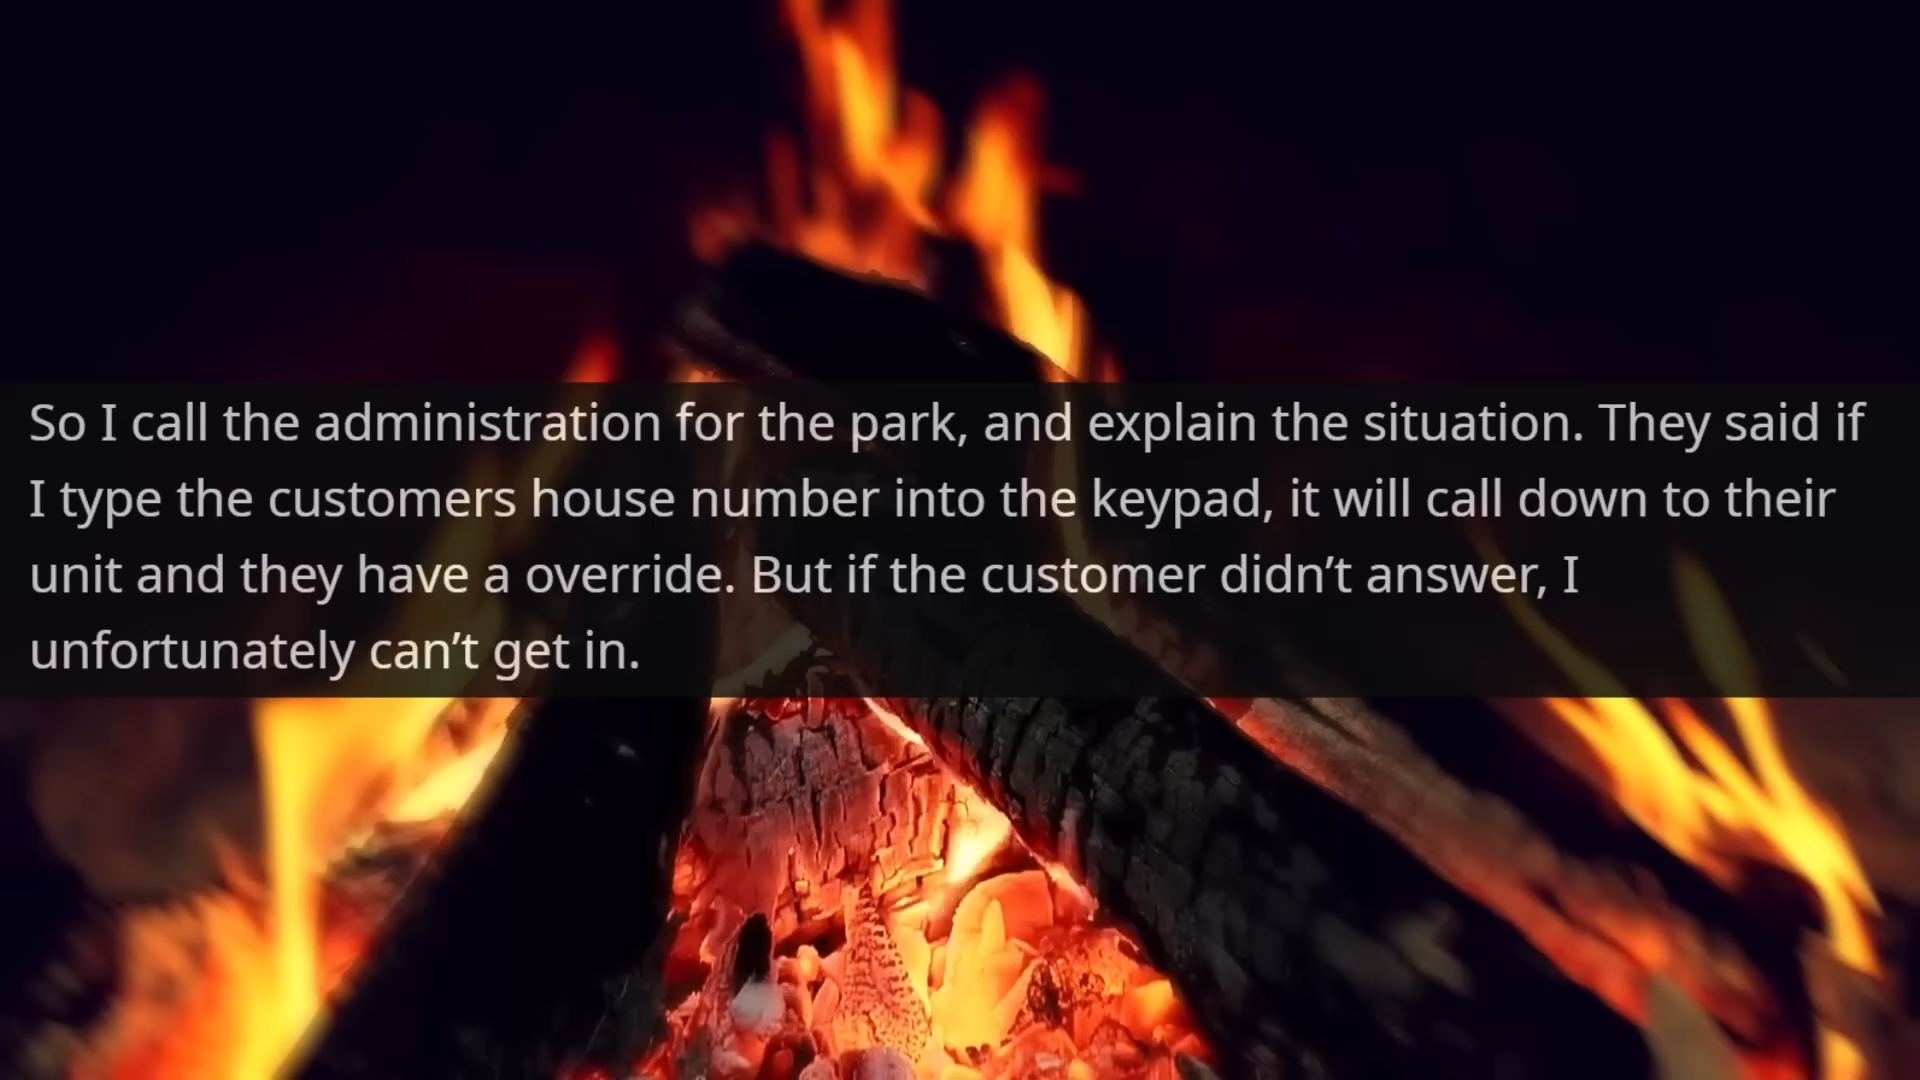 So I call the administration for the park, and explain the situation. They said if
I type the customers house number into the keypad, it will call down to their
unit and they have a override. But if the customer didn’t answer, I
unfortunately can’t get in.